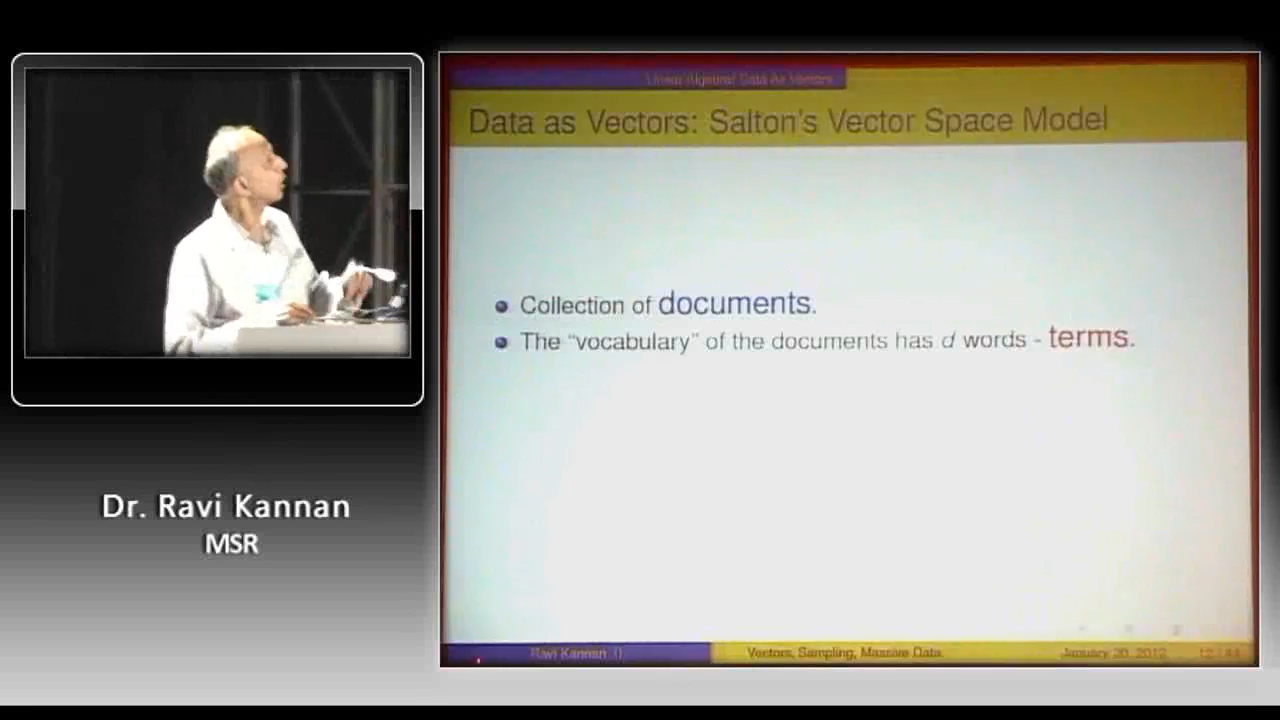 Linear Algebra: Data As Vectors
Data as Vectors: Salton's Vector Space Model
Collection of documents.
The “vocabulary” of the documents has d words - terms.
Dr. Ravi Kannan
MSR
Ravi Kannan ()
Vectors, Sampling, Massive Data
January 20, 2012